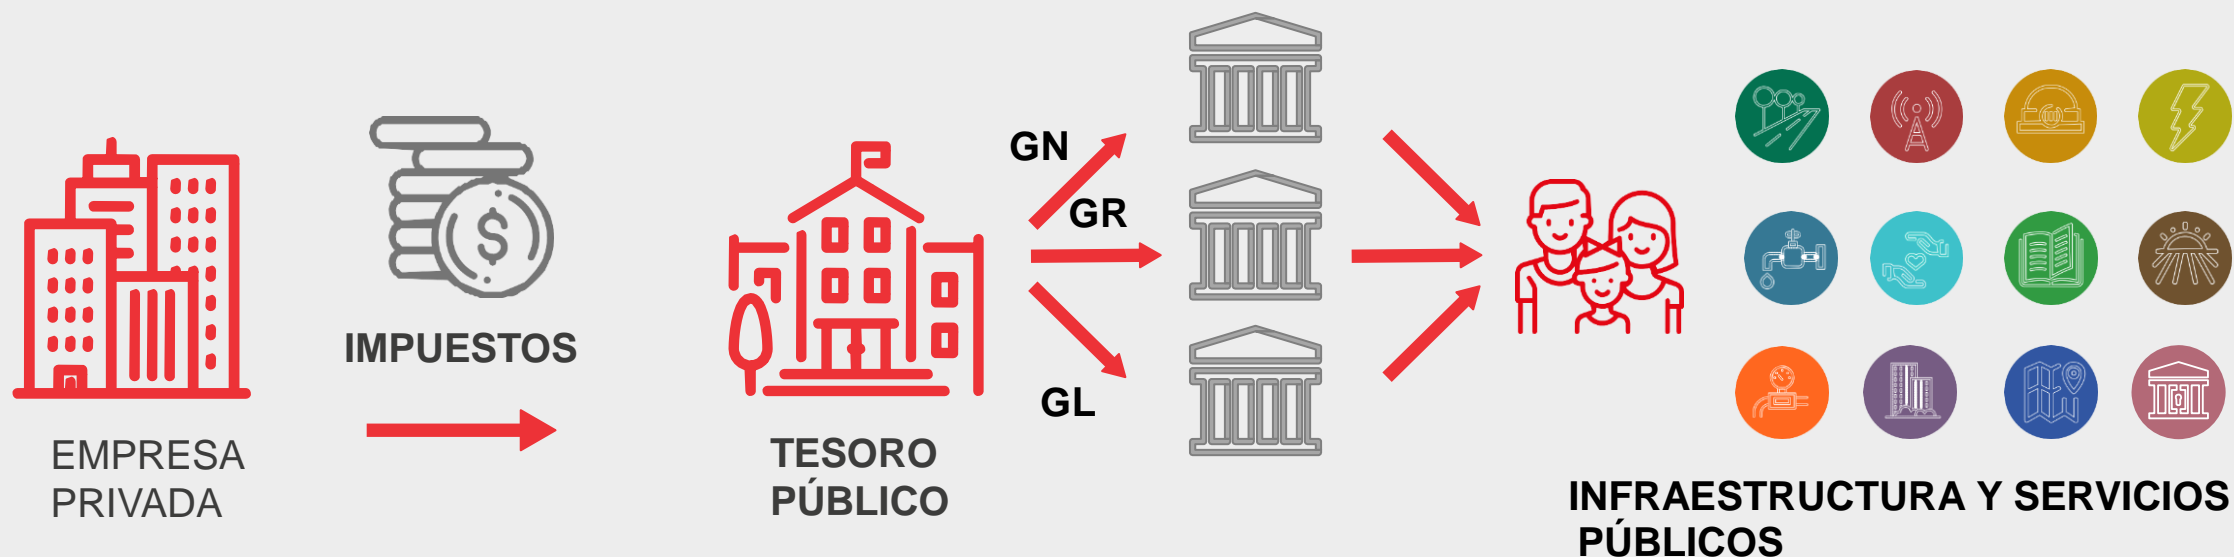 EMPRESA
PRIVADA
IMPUESTOS
TESORO
PÚBLICO
GN
GR
GL
INFRAESTRUCTURA Y SERVICIOS
PÚBLICOS